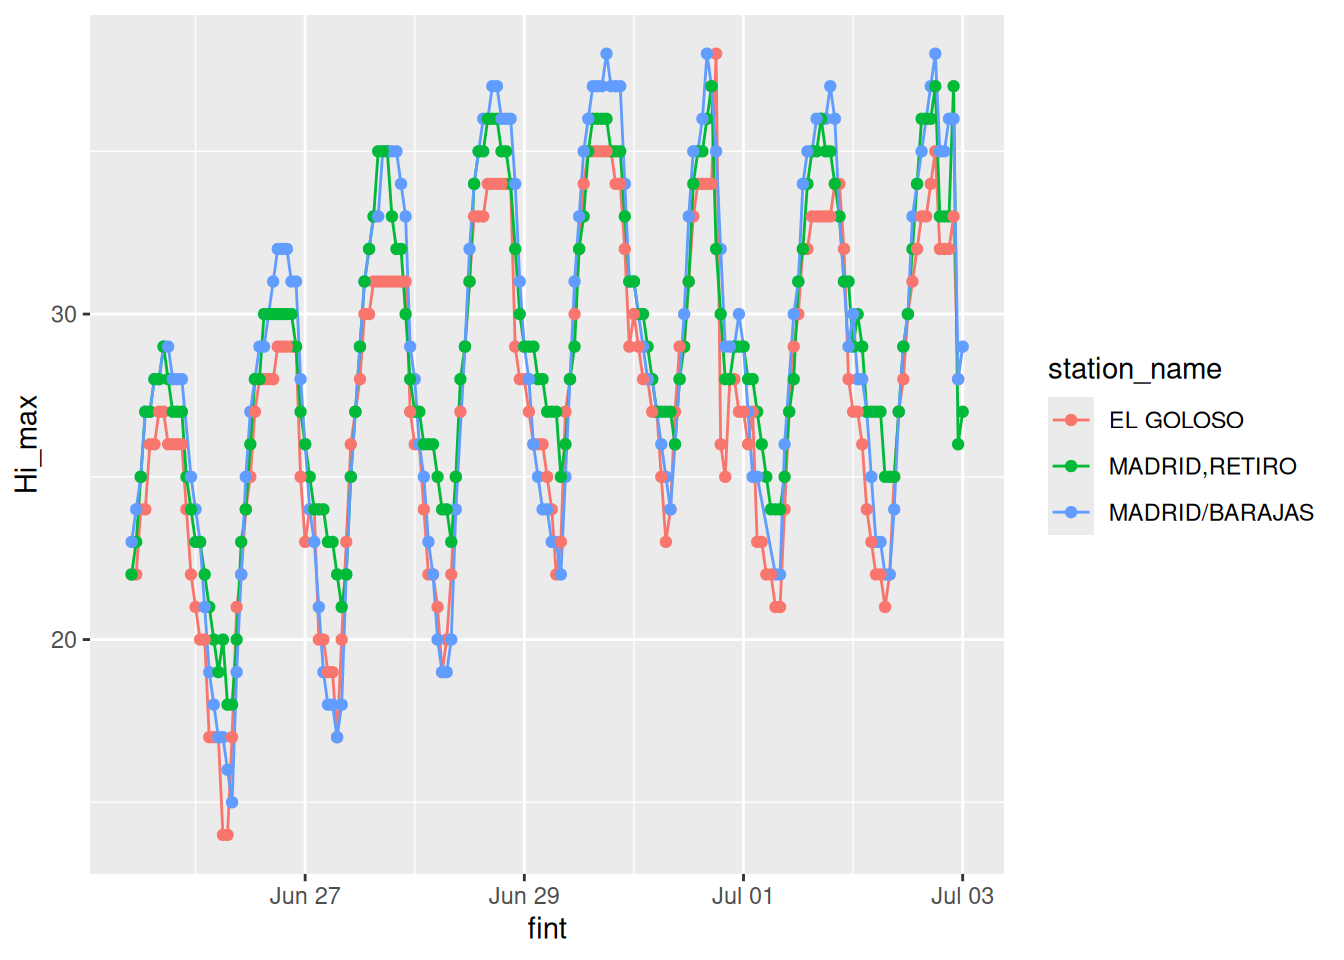 Hi_max
30
20
Jun 27
Jun 29
Jul 01
Jul 03
fint
station_name
EL GOLOSO
MADRID,RETIRO
MADRID/BARAJAS